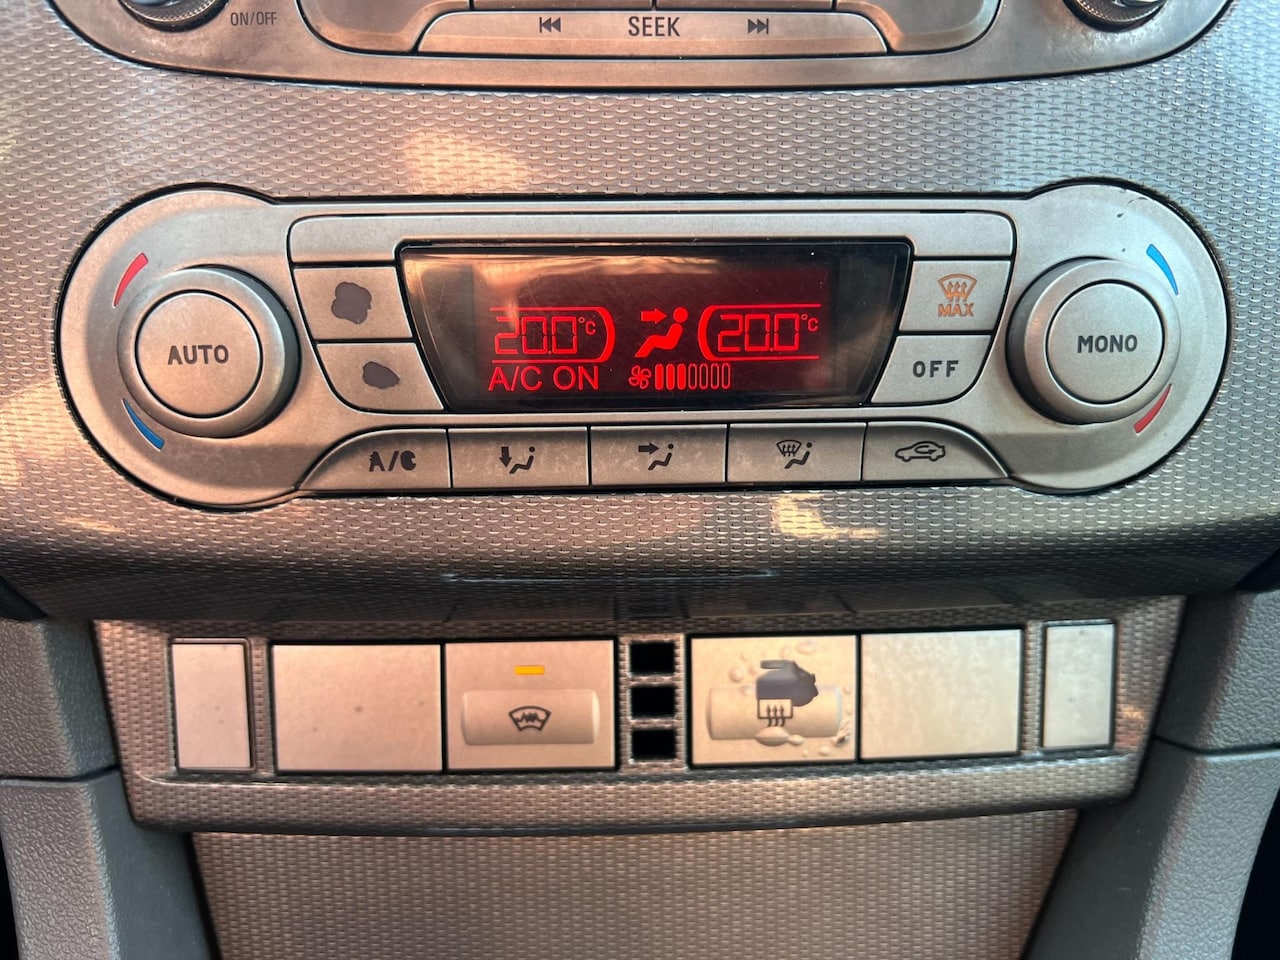 ON/OFF
SEEK
20.0°C 20.0°C
A/C ON
MAX
AUTO
OFF
MONO
A/C